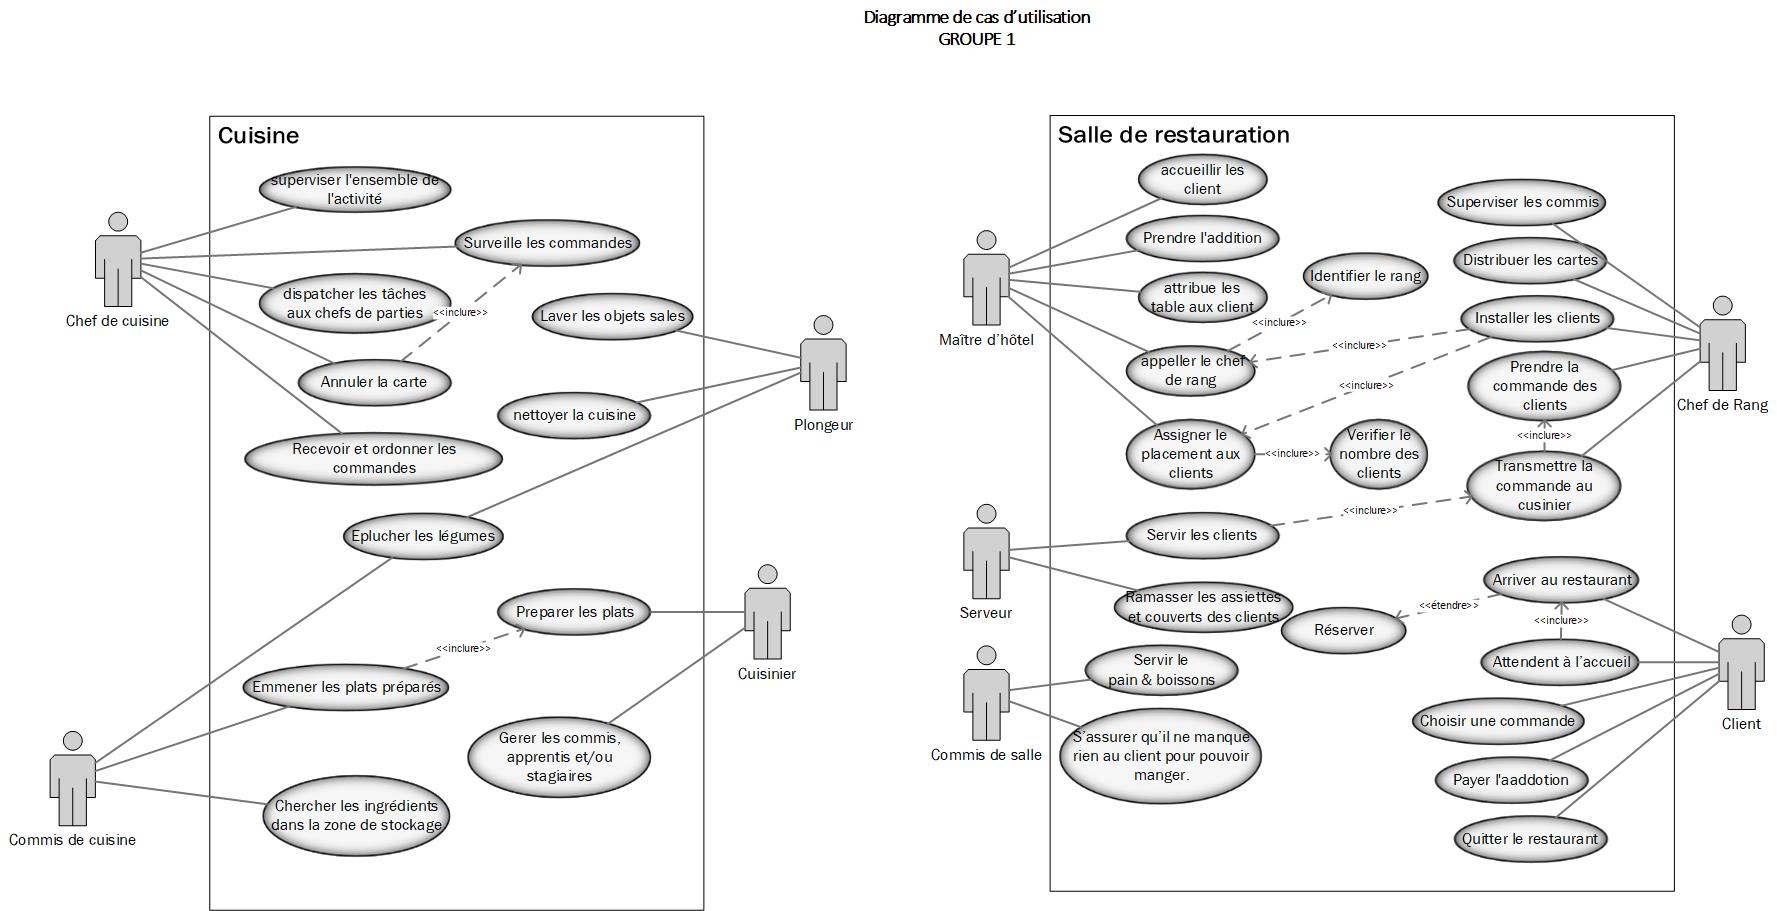 Diagramme de cas d’utilisation
GROUPE 1
Cuisine
superviser l'ensemble de
l'activité
Surveille les commandes
dispatcher les tâches
aux chefs de parties
<<inclure>>
Laver les objets sales
Chef de cuisine
Annuler la carte
nettoyer la cuisine
Plongeur
Recevoir et ordonner les
commandes
Eplucher les légumes
Preparer les plats
<<inclure>>
Cuisinier
Emmener les plats préparés
Gerer les commis,
apprentis et/ou
stagiaires
Chercher les ingrédients
dans la zone de stockage
Commis de cuisine
Salle de restauration
accueillir les
client
Superviser les commis
Prendre l'addition
Distribuer les cartes
Identifier le rang
attribue les
table aux client
<<inclure>>
Installer les clients
Maître d’hôtel
<<inclure>>
appeller le chef
de rang
Prendre la
commande des
clients
<<inclure>>
Chef de Rang
Assigner le
placement aux
clients
<<inclure>>
Verifier le
nombre des
clients
<<inclure>>
Transmettre la
commande au
cusinier
<<inclure>>
Servir les clients
Serveur
Ramasser les assiettes
et couverts des clients
Arriver au restaurant
<<étendre>>
Réserver
<<inclure>>
Attendent à l’accueil
Servir le
pain & boissons
Commis de salle
S’assurer qu’il ne manque
rien au client pour pouvoir
manger.
Choisir une commande
Client
Payer l'aaddotion
Quitter le restaurant